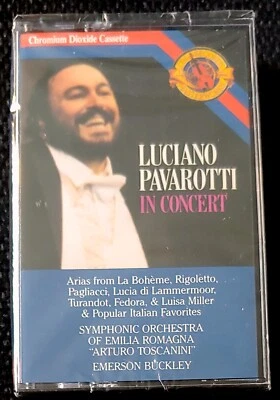 Chromium Dioxide Cassette
LUCIANO
PAVAROTTI
IN CONCERT
Arias from La Bohème, Rigoletto,
Pagliacci, Lucia di Lammermoor,
Turandot, Fedora, & Luisa Miller
& Popular Italian Favorites
SYMPHONIC ORCHESTRA
OF EMILIA ROMAGNA
"ARTURO TOSCANINI"
EMERSON BUCKLEY